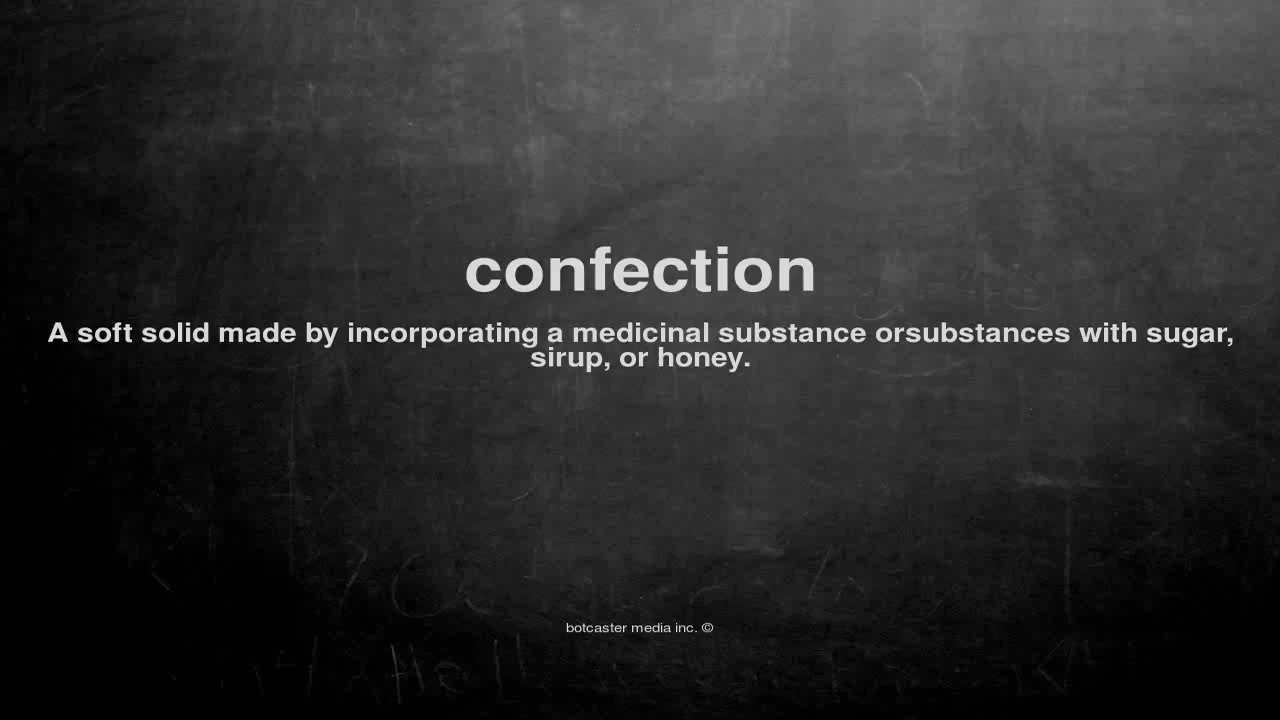 confection
A soft solid made by incorporating a medicinal substance orsubstances with sugar,
sirup, or honey.
botcaster media inc. ©